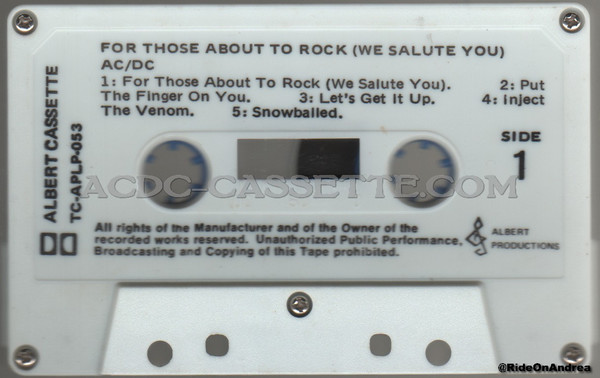 FOR THOSE ABOUT TO ROCK (WE SALUTE YOU)
AC/DC
1: For Those About To Rock (We Salute You). 2: Put
The Finger On You. 3: Let's Get It Up. 4: inject
The Venom. 5: Snowballed.
ALBERT CASSETTE
TC-APLP-053
SIDE
1
ACDC-CASSETTE.COM
All rights of the Manufacturer and of the Owner of the
recorded works reserved. Unauthorized Public Performance,
Broadcasting and Copying of this Tape prohibited.
ALBERT
PRODUCTIONS
@RideOnAndrea